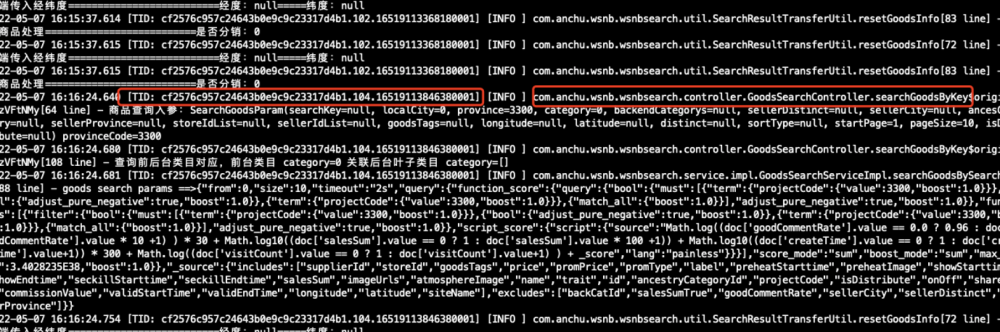 端传入经纬度==========================经度：null=====纬度：null
22-05-07 16:15:37.614 [TID: cf2576c957c24643b0e9c9c23317d4b1.102.16519113368180001] [INFO ] com.anchu.wsnb.wsnbsearch.util.SearchResultTransferUtil.resetGoodsInfo[83 line] -
商品处理==========================是否分销：0
22-05-07 16:15:37.615 [TID: cf2576c957c24643b0e9c9c23317d4b1.102.16519113368180001] [INFO ] com.anchu.wsnb.wsnbsearch.util.SearchResultTransferUtil.resetGoodsInfo[72 line] -
端传入经纬度==========================经度：null=====纬度：null
22-05-07 16:15:37.615 [TID: cf2576c957c24643b0e9c9c23317d4b1.102.16519113368180001] [INFO ] com.anchu.wsnb.wsnbsearch.util.SearchResultTransferUtil.resetGoodsInfo[83 line] -
商品处理==========================是否分销：0
22-05-07 16:16:24.640 [TID: cf2576c957c24643b0e9c9c23317d4b1.104.16519113846380001] [INFO ] com.anchu.wsnb.wsnbsearch.controller.GoodsSearchController.searchGoodsByKey$orig
zVFtNMy[64 line] - 商品查询入参：SearchGoodsParam(searchKey=null, localCity=0, province=3300, category=0, backendCategorys=null, sellerDistinct=null, sellerCity=null, ances
ry=null, sellerProvince=null, storeIdList=null, sellerIdList=null, goodsTags=null, longitude=null, latitude=null, distinct=null, sortType=null, startPage=1, pageSize=10, isD
bute=null) provinceCode=3300
22-05-07 16:16:24.680 [TID: cf2576c957c24643b0e9c9c23317d4b1.104.16519113846380001] [INFO ] com.anchu.wsnb.wsnbsearch.controller.GoodsSearchController.searchGoodsByKey$orig
zVFtNMy[108 line] - 查询前后台类目对应，前台类目 category=0 关联后台叶子类目 category=[]
22-05-07 16:16:24.681 [TID: cf2576c957c24643b0e9c9c23317d4b1.104.16519113846380001] [INFO ] com.anchu.wsnb.wsnbsearch.service.impl.GoodsSearchServiceImpl.searchGoodsBySearc
88 line] - goods search params ==>{"from":0,"size":10,"timeout":"2s","query":{"function_score":{"query":{"bool":{"must":[{"term":{"projectCode":{"value":3300,"boost":1.0}}},
l":{"adjust_pure_negative":true,"boost":1.0}},{"term":{"projectCode":{"value":3300,"boost":1.0}}},{"match_all":{"boost":1.0}}],"adjust_pure_negative":true,"boost":1.0}},"fun
s":[{"filter":{"bool":{"must":[{"term":{"projectCode":{"value":3300,"boost":1.0}}},{"bool":{"adjust_pure_negative":true,"boost":1.0}},{"term":{"projectCode":{"value":3300,"b
}}},{"match_all":{"boost":1.0}}],"adjust_pure_negative":true,"boost":1.0}},"script_score":{"script":{"source":"Math.log((doc['goodCommentRate'].value == 0.0 ? 0.96 : doc
dCommentRate'].value * 10 +1) ) * 30 + Math.log10((doc['salesSum'].value == 0 ? 1 : doc['salesSum'].value * 100 +1)) + Math.log10((doc['createTime'].value == 0 ? 1 : doc['c
value+1)) * 300 + Math.log((doc['visitCount'].value == 0 ? 1 : doc['visitCount'].value+1) ) + _score","lang":"painless"}}}],"score_mode":"sum","boost_mode":"sum","max_
":3.4028235E38,"boost":1.0}},"_source":{"includes":["supplierId","storeId","goodsTags","price","promPrice","promType","label","preheatStarttime","preheatImage","showStarttim
howEndtime","seckillStarttime","seckillEndtime","salesSum","imageUrls","atmosphereImage","name","trait","id","ancestryCategoryId","projectCode","isDistribute","onOff","share
"commissionValue","validStartTime","validEndTime","longitude","latitude","siteName"],"excludes":["backCatId","salesSumTrue","goodCommentRate","sellerCity","sellerDistinct","
rProvince"]}}
22-05-07 16:16:24.754 [TID: cf2576c957c24643b0e9c9c23317d4b1.104.16519113846380001] [INFO ] com.anchu.wsnb.wsnbsearch.util.SearchResultTransferUtil.resetGoodsInfo[72 line] -
端传入经纬度==========================经度：null=====纬度：null